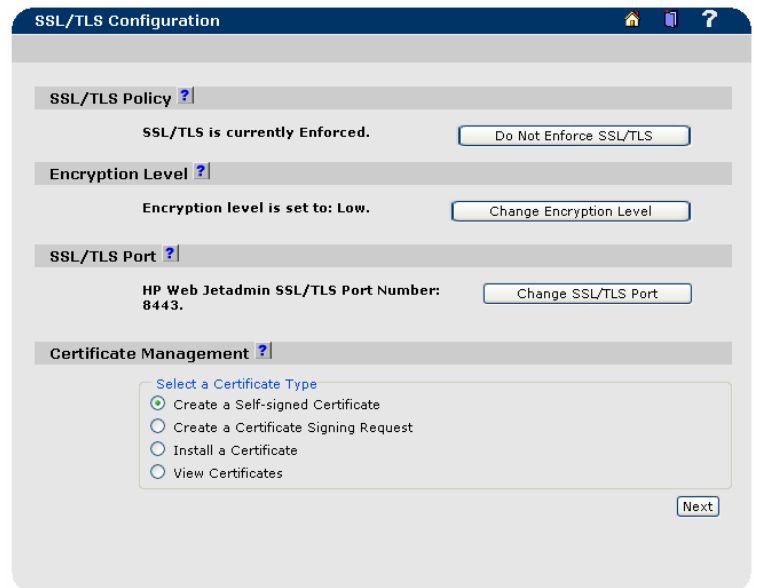 SSL/TLS Configuration
?
SSL/TLS Policy ?
SSL/TLS is currently Enforced.
Do Not Enforce SSL/TLS
Encryption Level ?
Encryption level is set to: Low.
Change Encryption Level
SSL/TLS Port ?
HP Web Jetadmin SSL/TLS Port Number:
8443.
Change SSL/TLS Port
Certificate Management ?
Select a Certificate Type
Create a Self-signed Certificate
Create a Certificate Signing Request
Install a Certificate
View Certificates
Next